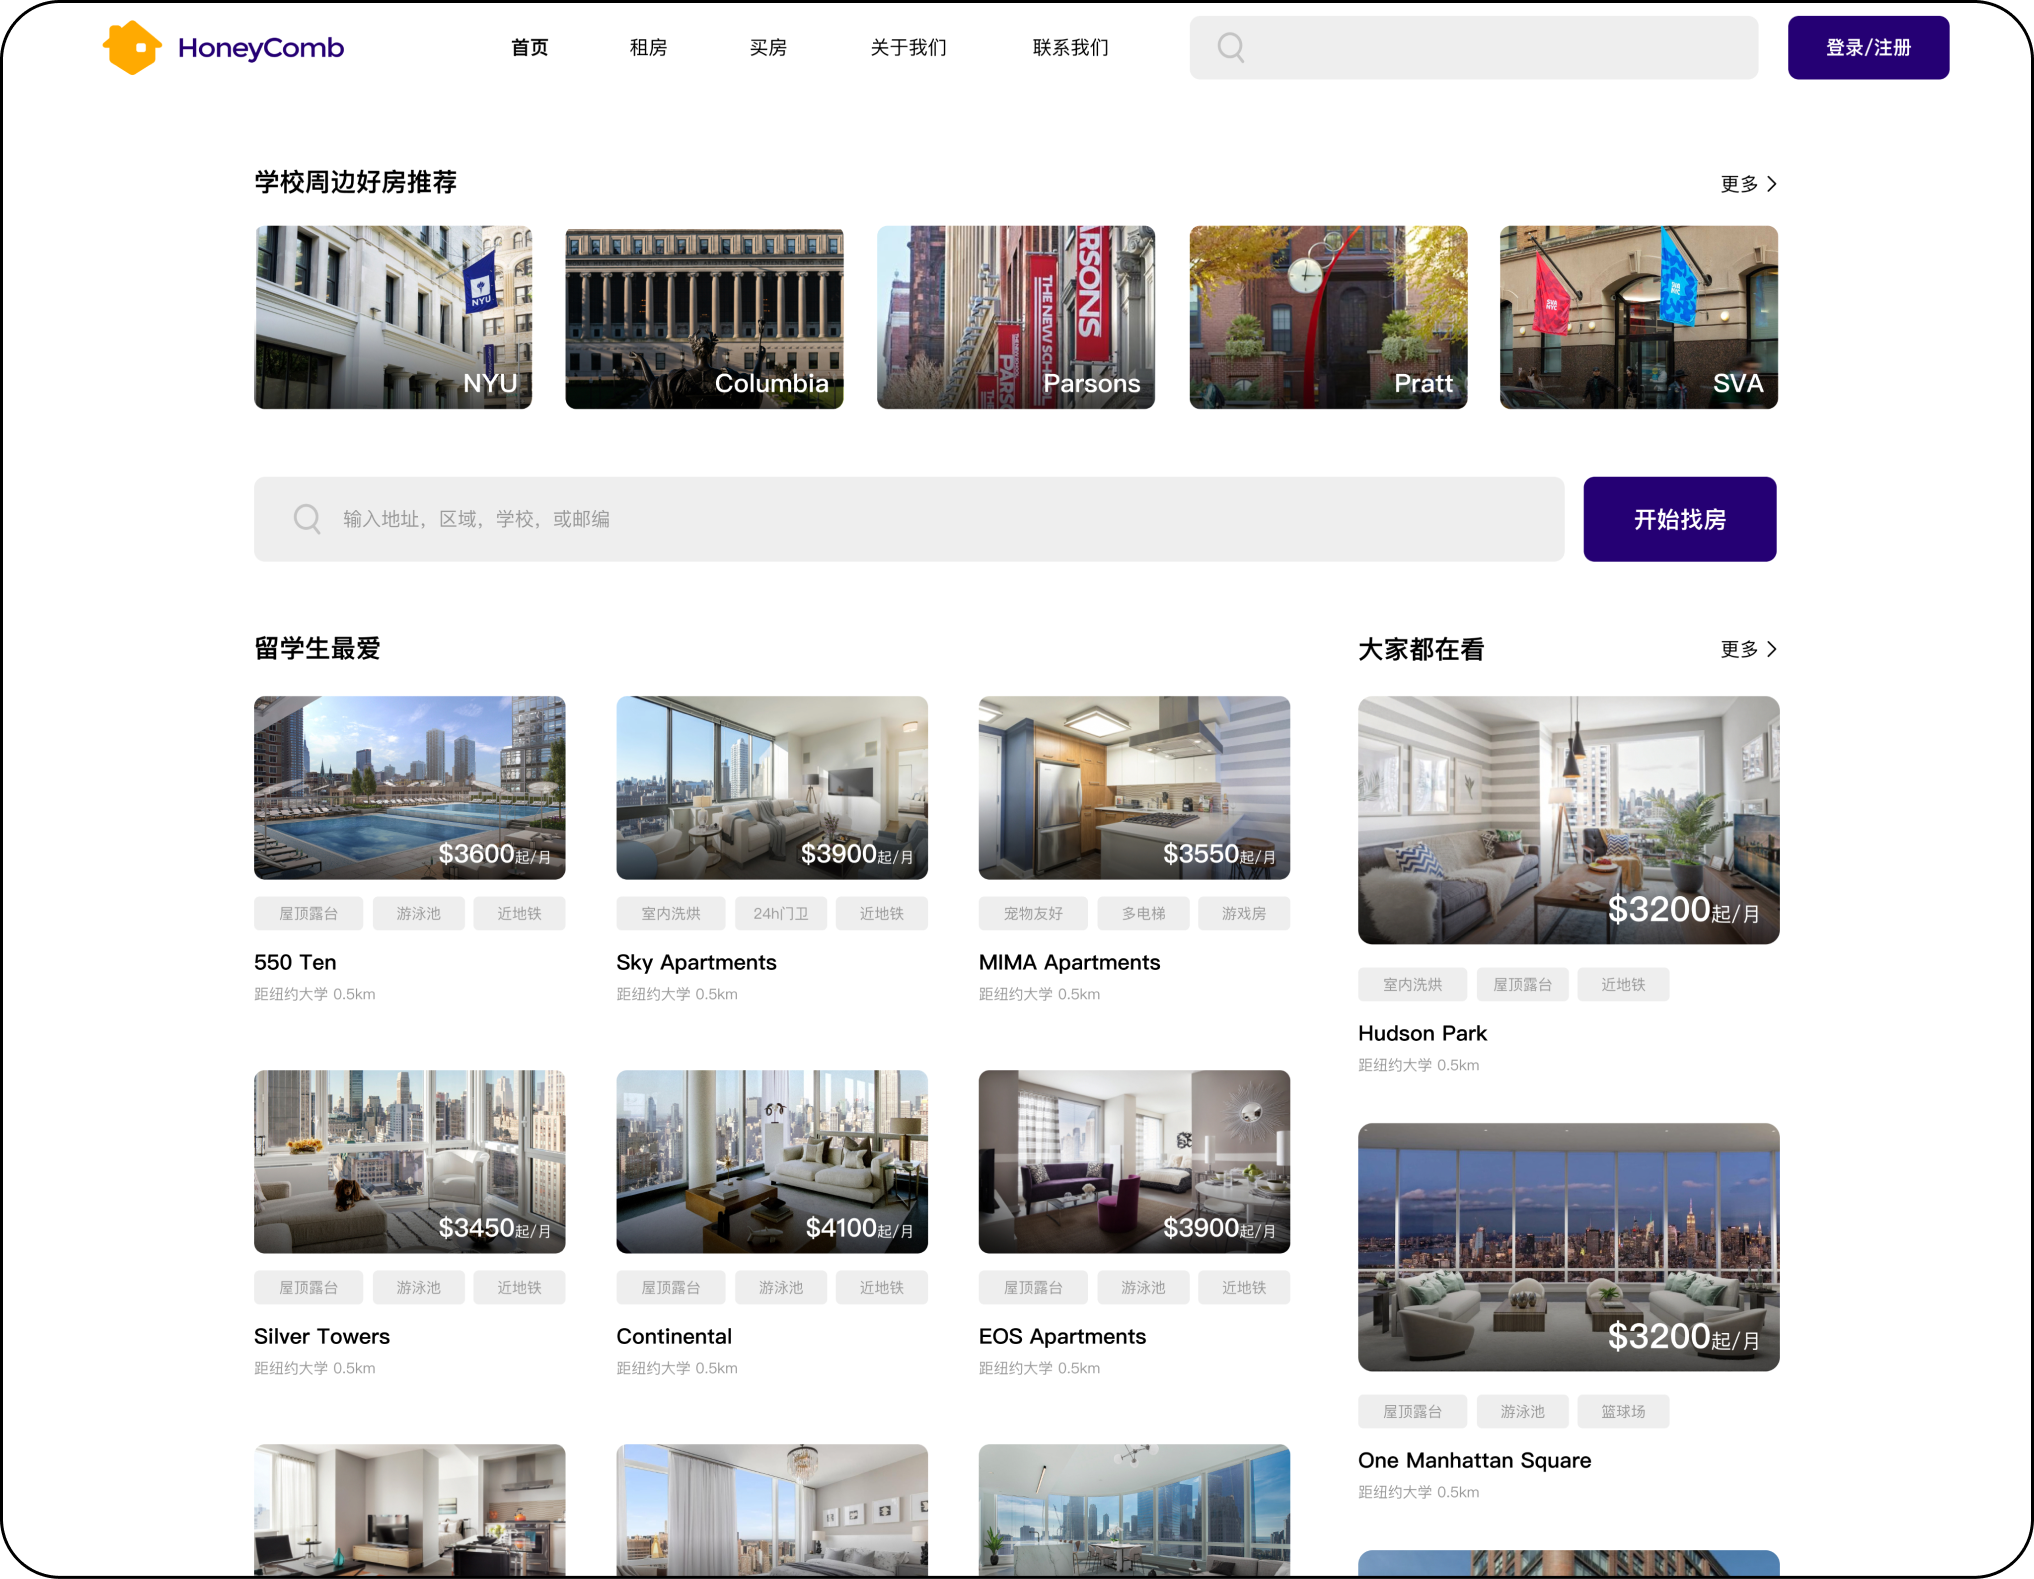 HoneyComb
首页
租房
买房
关于我们
联系我们
登录/注册
学校周边好房推荐
更多
NYU
NYU
Columbia
PARSONS
THE NEW SCHOOL
Parsons
Pratt
SVA
NYC
SVA
NYC
SVA
输入地址，区域，学校，或邮编
开始找房
留学生最爱
$3600起/月
屋顶露台 游泳池 近地铁
550 Ten
距纽约大学 0.5km
$3900起/月
室内洗烘 24h门卫 近地铁
Sky Apartments
距纽约大学 0.5km
$3550起/月
宠物友好 多电梯 游戏房
MIMA Apartments
距纽约大学 0.5km
$3450起/月
屋顶露台 游泳池 近地铁
Silver Towers
距纽约大学 0.5km
$4100起/月
屋顶露台 游泳池 近地铁
Continental
距纽约大学 0.5km
$3900起/月
屋顶露台 游泳池 近地铁
EOS Apartments
距纽约大学 0.5km
大家都在看
更多
$3200起/月
室内洗烘 屋顶露台 近地铁
Hudson Park
距纽约大学 0.5km
$3200起/月
屋顶露台 游泳池 篮球场
One Manhattan Square
距纽约大学 0.5km